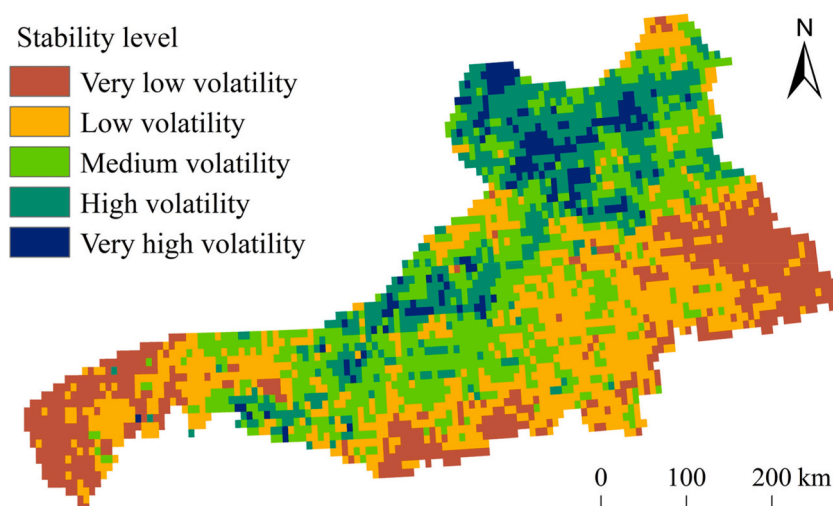 Stability level
Very low volatility
Low volatility
Medium volatility
High volatility
Very high volatility
N
0 100 200 km